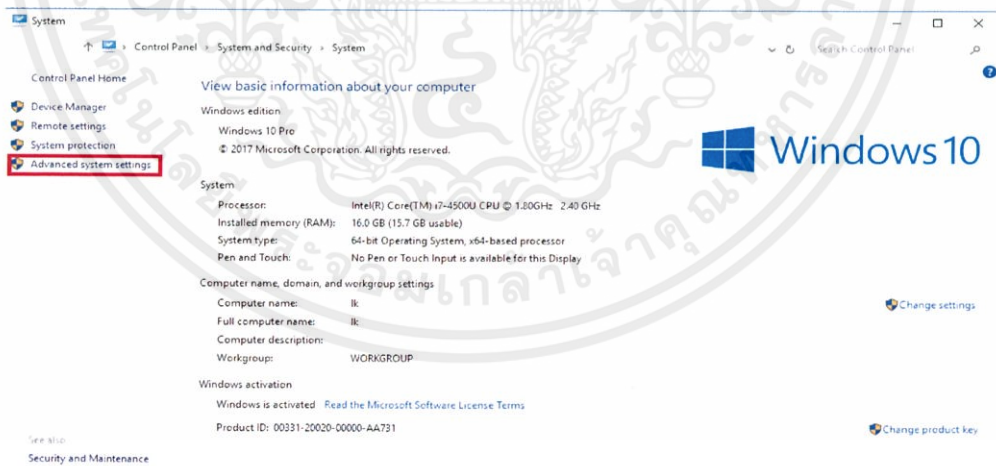 System
Control Panel > System and Security > System
Search Control Panel
Control Panel Home
Device Manager
Remote settings
System protection
Advanced system settings
View basic information about your computer
Windows edition
Windows 10 Pro
© 2017 Microsoft Corporation. All rights reserved.
Windows 10
System
Processor: Intel(R) Core(TM) i7-4500U CPU @ 1.80GHz 2.40 GHz
Installed memory (RAM): 16.0 GB (15.7 GB usable)
System type: 64-bit Operating System, x64-based processor
Pen and Touch: No Pen or Touch Input is available for this Display
Computer name, domain, and workgroup settings
Computer name: lk
Change settings
Full computer name: lk
Computer description:
Workgroup: WORKGROUP
Windows activation
Windows is activated Read the Microsoft Software License Terms
Product ID: 00331-20020-00000-AA731
Change product key
See also
Security and Maintenance